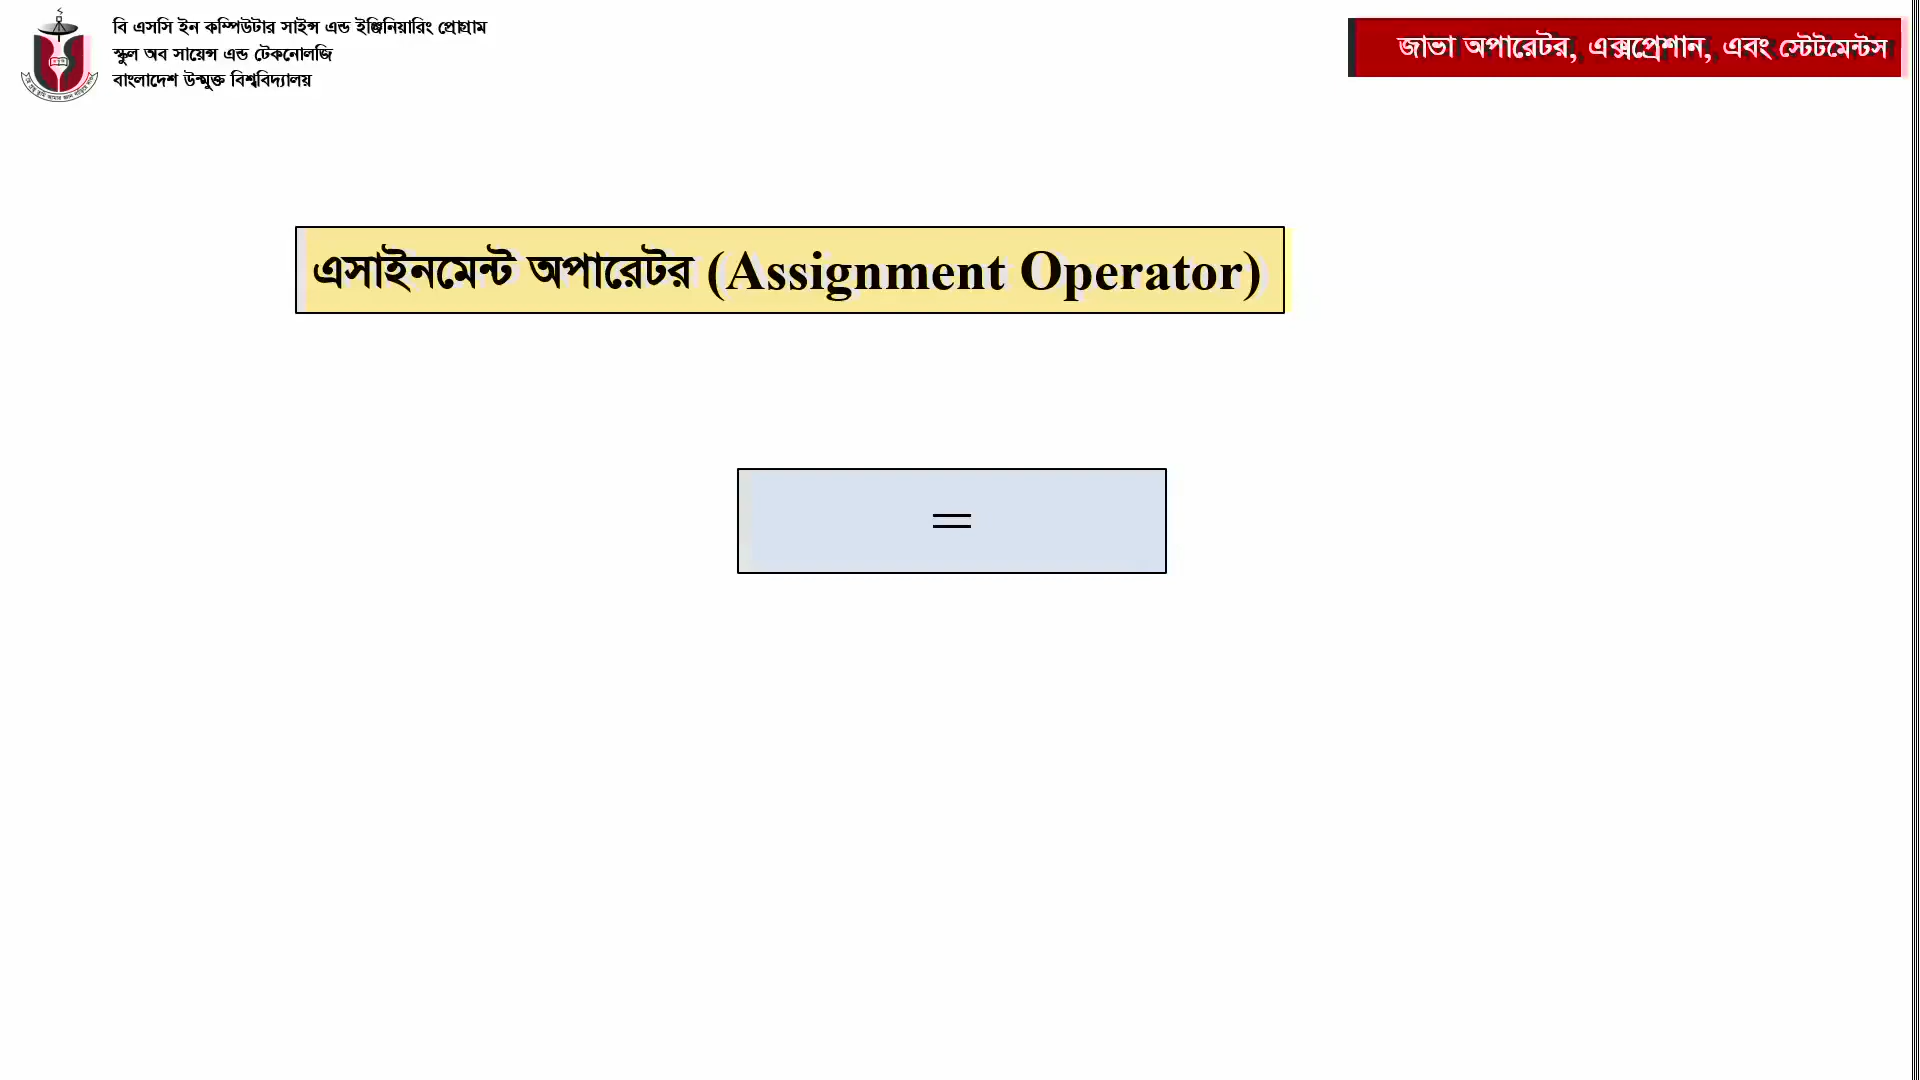 বি এসসি ইন কম্পিউটার সাইন্স এন্ড ইঞ্জিনিয়ারিং প্রোগ্রাম
স্কুল অব সায়েন্স এন্ড টেকনোলজি
বাংলাদেশ উন্মুক্ত বিশ্ববিদ্যালয়
জাভা অপারেটর, এক্সপ্রেশান, এবং স্টেটমেন্টস
এসাইনমেন্ট অপারেটর (Assignment Operator)
=